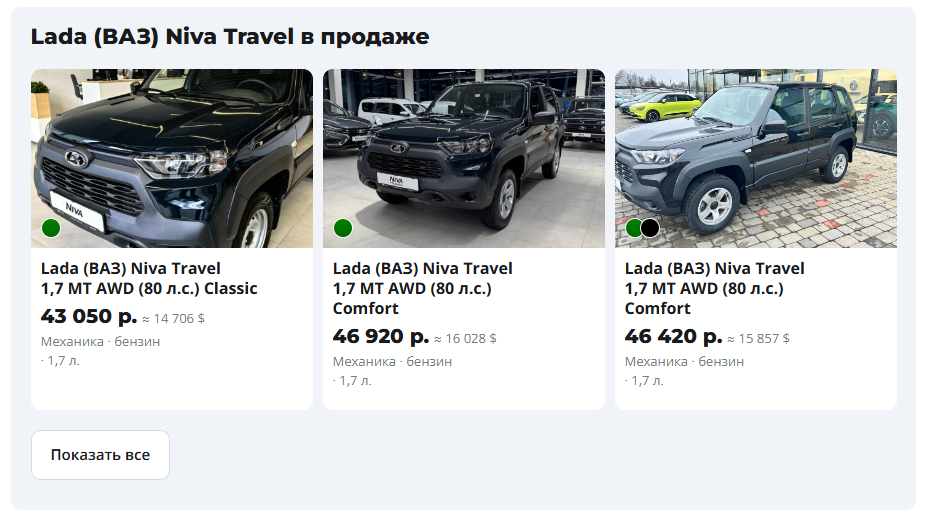 Lada (ВАЗ) Niva Travel в продаже
NIVA
NIVA
Lada (ВАЗ) Niva Travel
1,7 МТ AWD (80 л.с.) Classic
43 050 р. ≈ 14 706 $
Механика · бензин
· 1,7 л.
Lada (ВАЗ) Niva Travel
1,7 МТ AWD (80 л.с.)
Comfort
46 920 р. ≈ 16 028 $
Механика · бензин
· 1,7 л.
Lada (ВАЗ) Niva Travel
1,7 МТ AWD (80 л.с.)
Comfort
46 420 р. ≈ 15 857 $
Механика · бензин
· 1,7 л.
Показать все